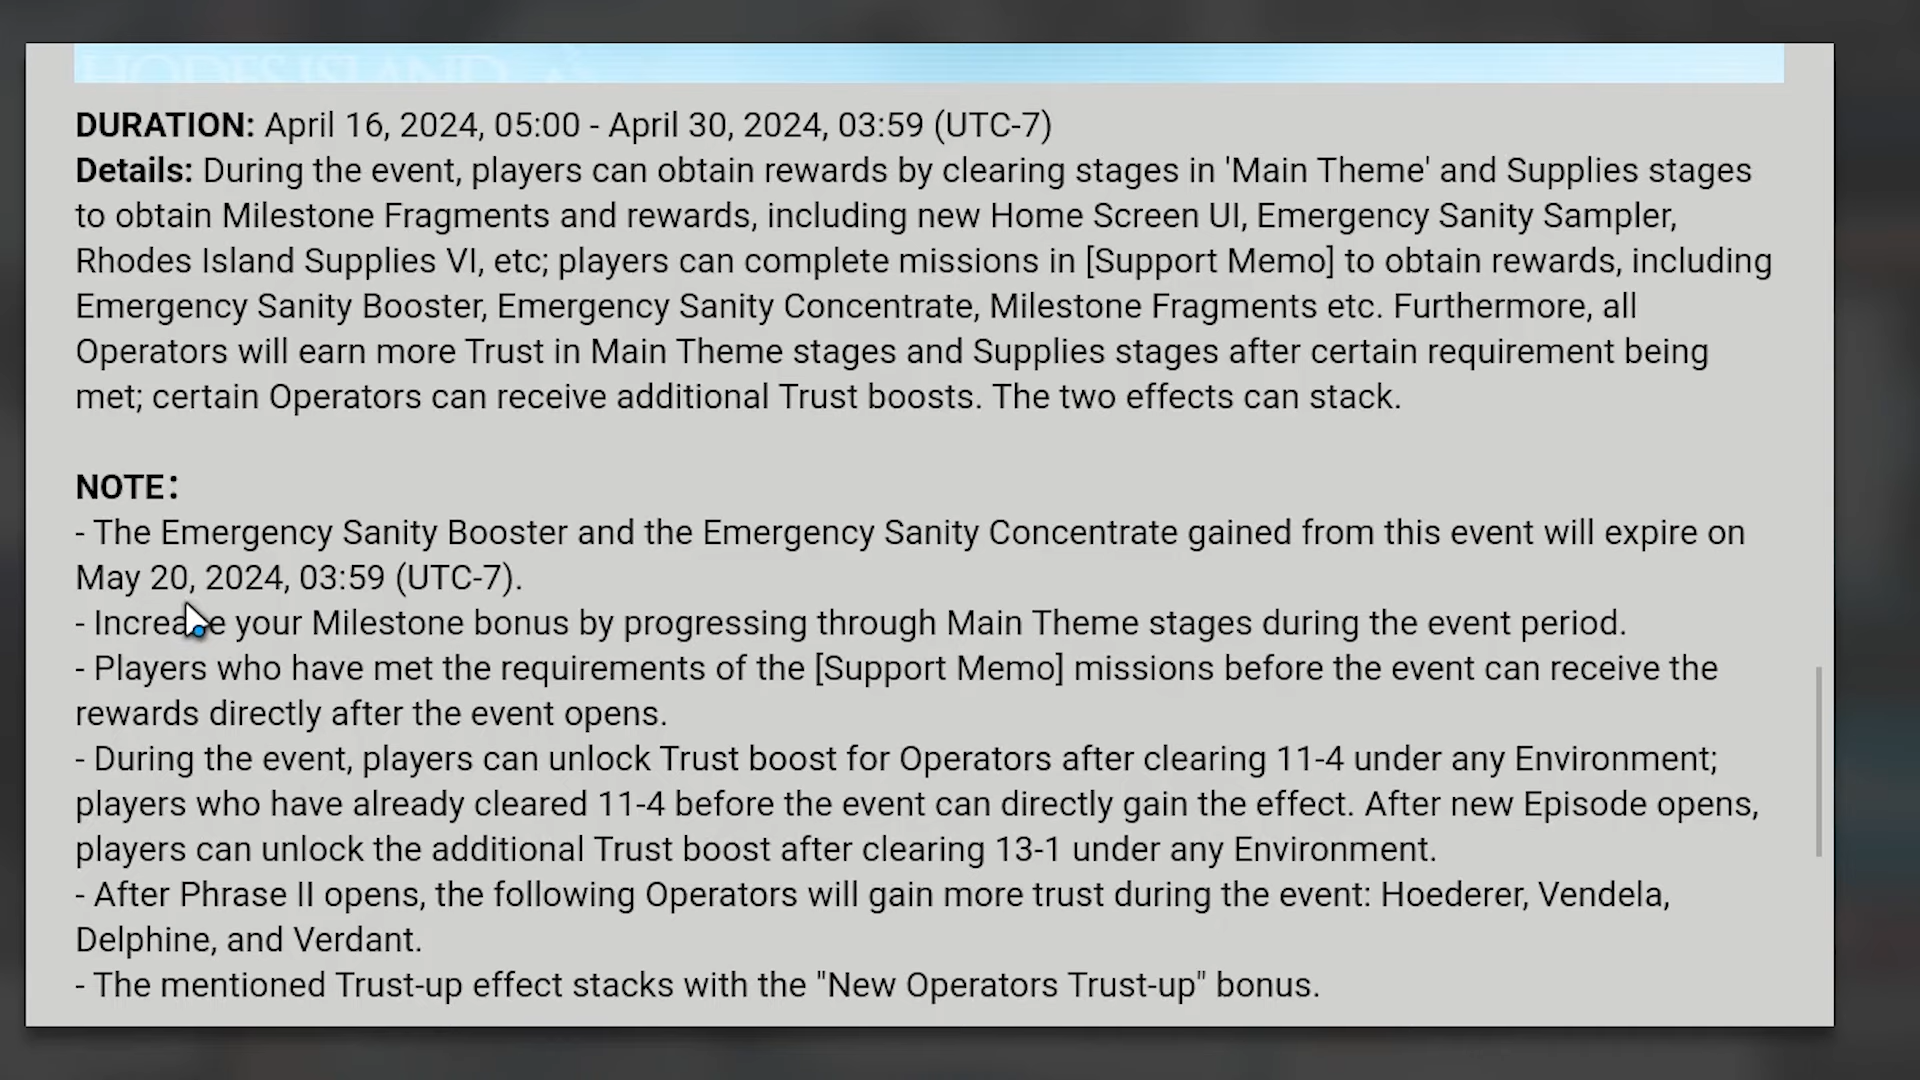 RHODES ISLAND
DURATION: April 16, 2024, 05:00 - April 30, 2024, 03:59 (UTC-7)
Details: During the event, players can obtain rewards by clearing stages in 'Main Theme' and Supplies stages
to obtain Milestone Fragments and rewards, including new Home Screen UI, Emergency Sanity Sampler,
Rhodes Island Supplies VI, etc; players can complete missions in [Support Memo] to obtain rewards, including
Emergency Sanity Booster, Emergency Sanity Concentrate, Milestone Fragments etc. Furthermore, all
Operators will earn more Trust in Main Theme stages and Supplies stages after certain requirement being
met; certain Operators can receive additional Trust boosts. The two effects can stack.
NOTE：
- The Emergency Sanity Booster and the Emergency Sanity Concentrate gained from this event will expire on
May 20, 2024, 03:59 (UTC-7).
- Increase your Milestone bonus by progressing through Main Theme stages during the event period.
- Players who have met the requirements of the [Support Memo] missions before the event can receive the
rewards directly after the event opens.
- During the event, players can unlock Trust boost for Operators after clearing 11-4 under any Environment;
players who have already cleared 11-4 before the event can directly gain the effect. After new Episode opens,
players can unlock the additional Trust boost after clearing 13-1 under any Environment.
- After Phrase II opens, the following Operators will gain more trust during the event: Hoederer, Vendela,
Delphine, and Verdant.
- The mentioned Trust-up effect stacks with the "New Operators Trust-up" bonus.